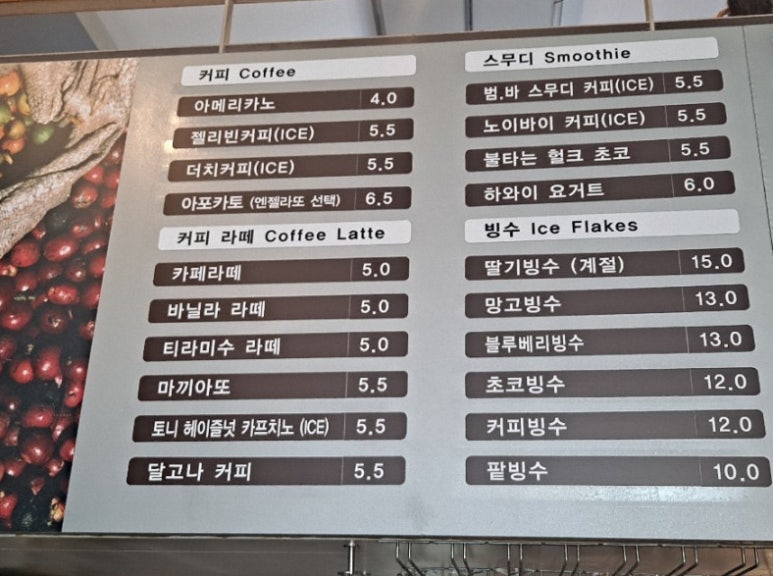 커피 Coffee
아메리카노 4.0
젤리빈커피(ICE) 5.5
더치커피(ICE) 5.5
아포카토 (엔젤라또 선택) 6.5
커피 라떼 Coffee Latte
카페라떼 5.0
바닐라 라떼 5.0
티라미수 라떼 5.0
마끼아또 5.5
토니 헤이즐넛 카프치노 (ICE) 5.5
달고나 커피 5.5
스무디 Smoothie
범.바 스무디 커피(ICE) 5.5
노이바이 커피(ICE) 5.5
불타는 헐크 초코 5.5
하와이 요거트 6.0
빙수 Ice Flakes
딸기빙수 (계절) 15.0
망고빙수 13.0
블루베리빙수 13.0
초코빙수 12.0
커피빙수 12.0
팥빙수 10.0